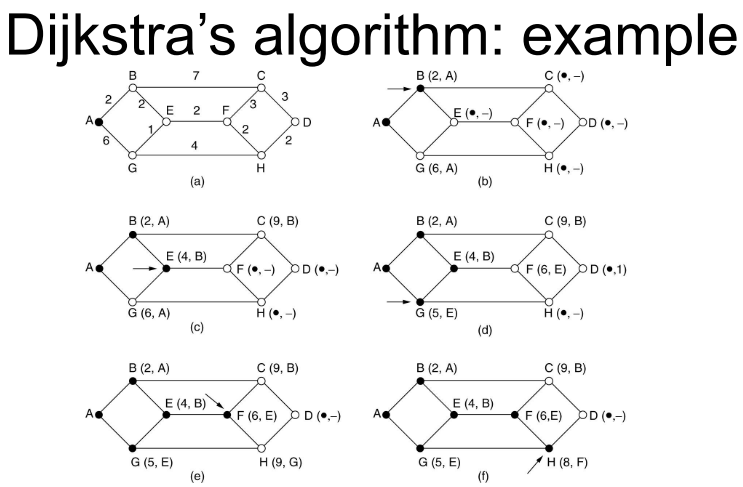 Dijkstra's algorithm: example
B 7 C
2 2 3 3
A E 2 F D
6 1 2 2
4
G H
(a)
B (2, A) C (•, –)
A E (•, –) F (•, –) D (•, –)
G (6, A) H (•, –)
(b)
B (2, A) C (9, B)
A E (4, B) F (•, –) D (•,–)
G (6, A) H (•, –)
(c)
B (2, A) C (9, B)
A E (4, B) F (6, E) D (•,1)
G (5, E) H (•, –)
(d)
B (2, A) C (9, B)
A E (4, B) F (6, E) D (•,–)
G (5, E) H (9, G)
(e)
B (2, A) C (9, B)
A E (4, B) F (6,E) D (•,–)
G (5, E) H (8, F)
(f)